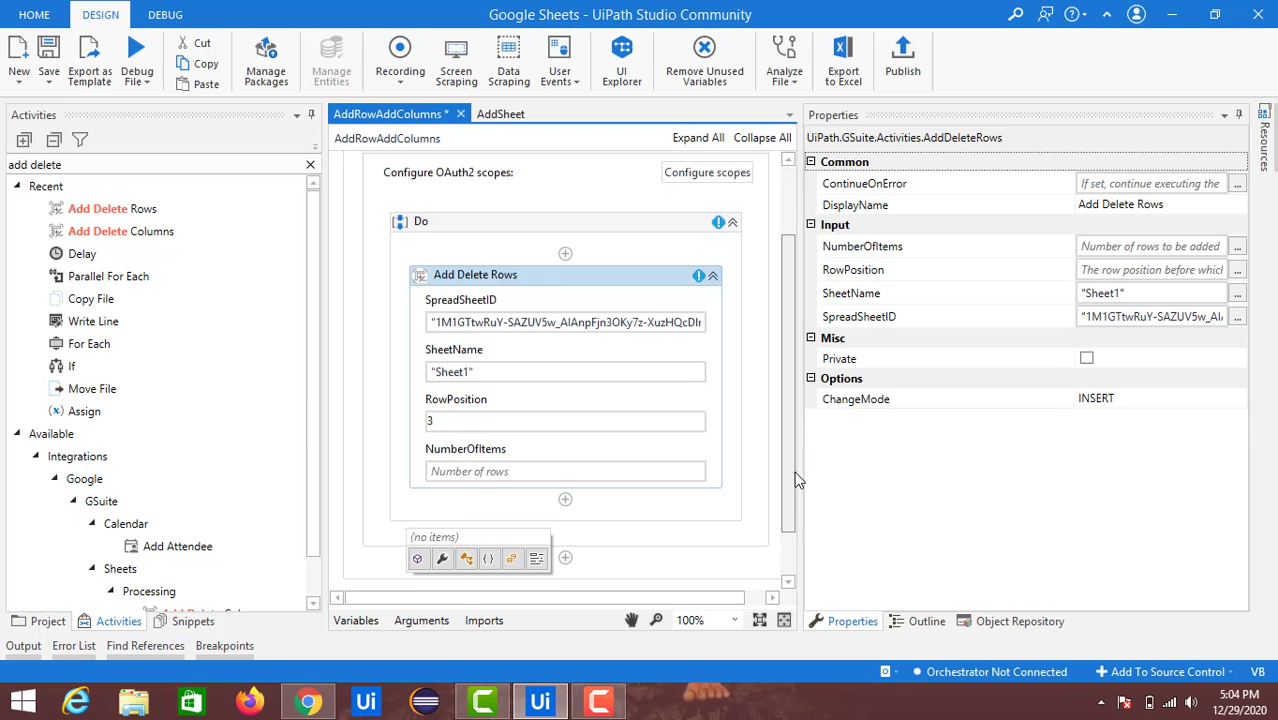 HOME DESIGN DEBUG Google Sheets - UiPath Studio Community
New Save Export as Template Debug File Cut Copy Paste Manage Packages Manage Entities Recording Screen Scraping Data Scraping User Events UI Explorer Remove Unused Variables Analyze File Export to Excel Publish
Activities
add delete
Recent
Add Delete Rows
Add Delete Columns
Delay
Parallel For Each
Copy File
Write Line
For Each
If
Move File
Assign
Available
Integrations
Google
GSuite
Calendar
Add Attendee
Sheets
Processing
Project Activities Snippets
AddRowAddColumns * AddSheet
AddRowAddColumns Expand All Collapse All
Configure OAuth2 scopes: Configure scopes
Do
Add Delete Rows
SpreadSheetID
SheetName
"Sheet1"
RowPosition
3
NumberOfItems
Number of rows
(no items)
Variables Arguments Imports 100%
Properties
UiPath.GSuite.Activities.AddDeleteRows
Common
ContinueOnError If set, continue executing the ...
DisplayName Add Delete Rows
Input
NumberOfItems Number of rows to be added ...
RowPosition The row position before which ...
SheetName "Sheet1" ...
SpreadSheetID "1M1GTtwRuY-SAZUV5w_AI ...
Misc
Private
Options
ChangeMode INSERT
Properties Outline Object Repository
Resources
Output Error List Find References Breakpoints
Orchestrator Not Connected Add To Source Control VB
Ui Ui
5:04 PM
12/29/2020